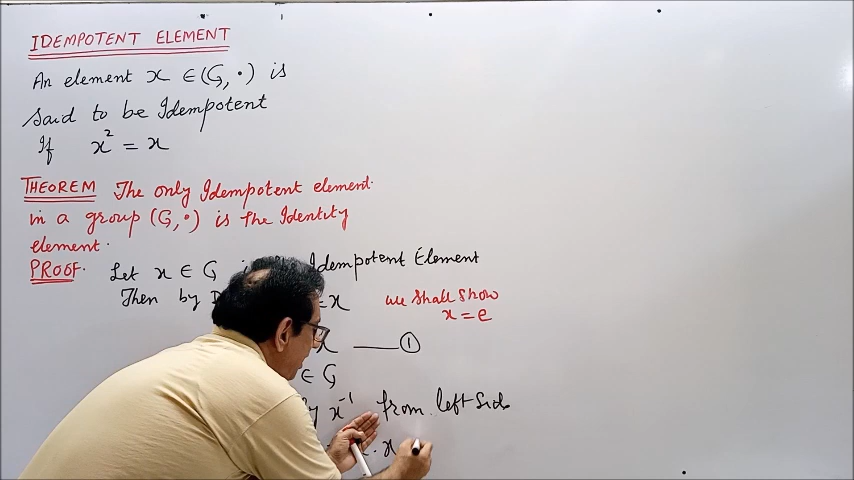 IDEMPOTENT ELEMENT
An element x ∈ (G, •) is
Said to be Idempotent
If x² = x
THEOREM The only Idempotent element
in a group (G, •) is the Identity
element.
PROOF. Let x ∈ G Idempotent Element
Then by = x
we shall show
x = e
x ——— ①
∈ G
x⁻¹ from left side
. x